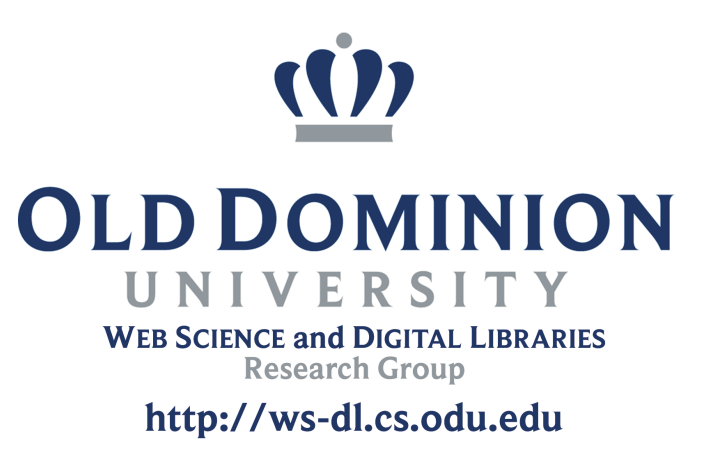 OLD DOMINION
UNIVERSITY
WEB SCIENCE and DIGITAL LIBRARIES
Research Group
http://ws-dl.cs.odu.edu